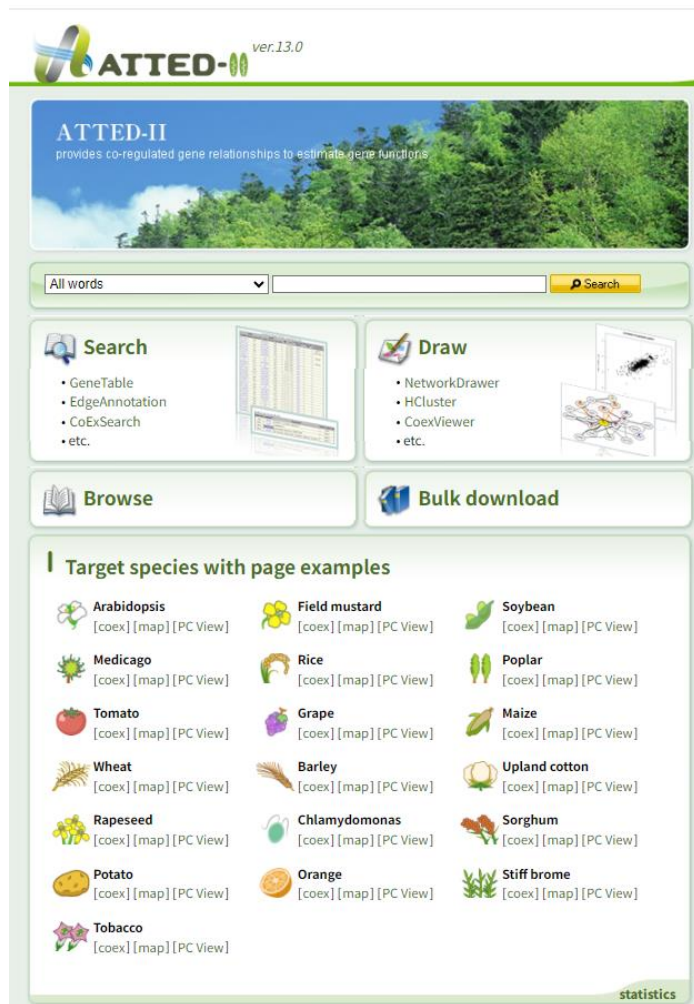 ATTED-II ver.13.0
ATTED-II
provides co-regulated gene relationships to estimate gene functions
All words Search
Search
• GeneTable
• EdgeAnnotation
• CoExSearch
• etc.
Draw
• NetworkDrawer
• HCluster
• CoexViewer
• etc.
Browse
Bulk download
Target species with page examples
Arabidopsis
[coex] [map] [PC View]
Field mustard
[coex] [map] [PC View]
Soybean
[coex] [map] [PC View]
Medicago
[coex] [map] [PC View]
Rice
[coex] [map] [PC View]
Poplar
[coex] [map] [PC View]
Tomato
[coex] [map] [PC View]
Grape
[coex] [map] [PC View]
Maize
[coex] [map] [PC View]
Wheat
[coex] [map] [PC View]
Barley
[coex] [map] [PC View]
Upland cotton
[coex] [map] [PC View]
Rapeseed
[coex] [map] [PC View]
Chlamydomonas
[coex] [map] [PC View]
Sorghum
[coex] [map] [PC View]
Potato
[coex] [map] [PC View]
Orange
[coex] [map] [PC View]
Stiff brome
[coex] [map] [PC View]
Tobacco
[coex] [map] [PC View]
statistics